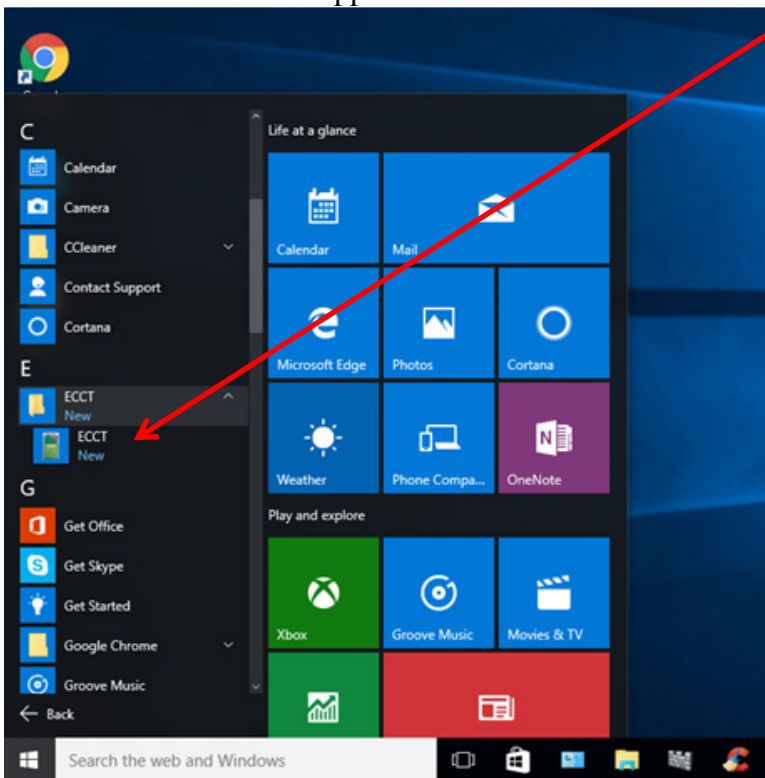 C
Calendar
Camera
CCleaner
Contact Support
Cortana
E
ECCT
New
ECCT
New
G
Get Office
Get Skype
Get Started
Google Chrome
Groove Music
Back
Life at a glance
Calendar
Mail
Microsoft Edge
Photos
Cortana
Weather
Phone Compa...
OneNote
Play and explore
Xbox
Groove Music
Movies & TV
Search the web and Windows